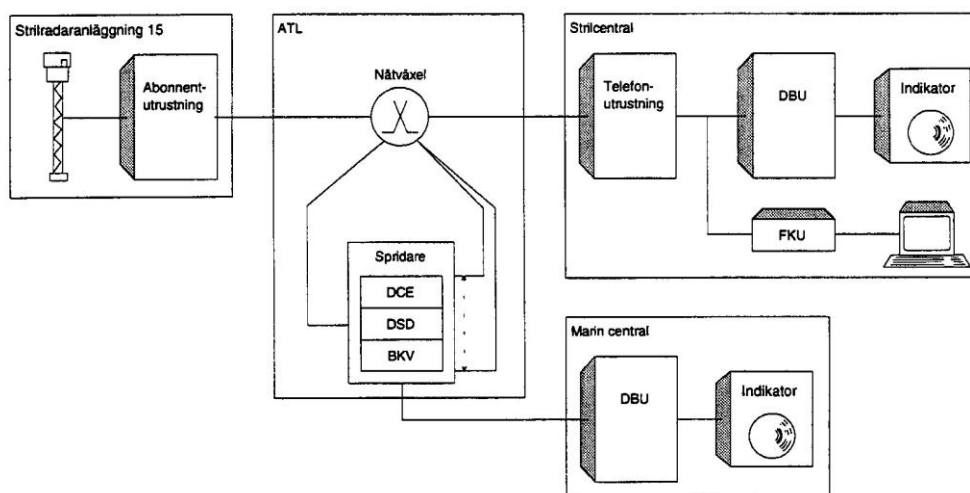 Strilradaranläggning 15
Abonnent-
utrustning
ATL
Nätväxel
Spridare
DCE
DSD
BKV
Strilcentral
Telefon-
utrustning
DBU
Indikator
FKU
Marin central
DBU
Indikator